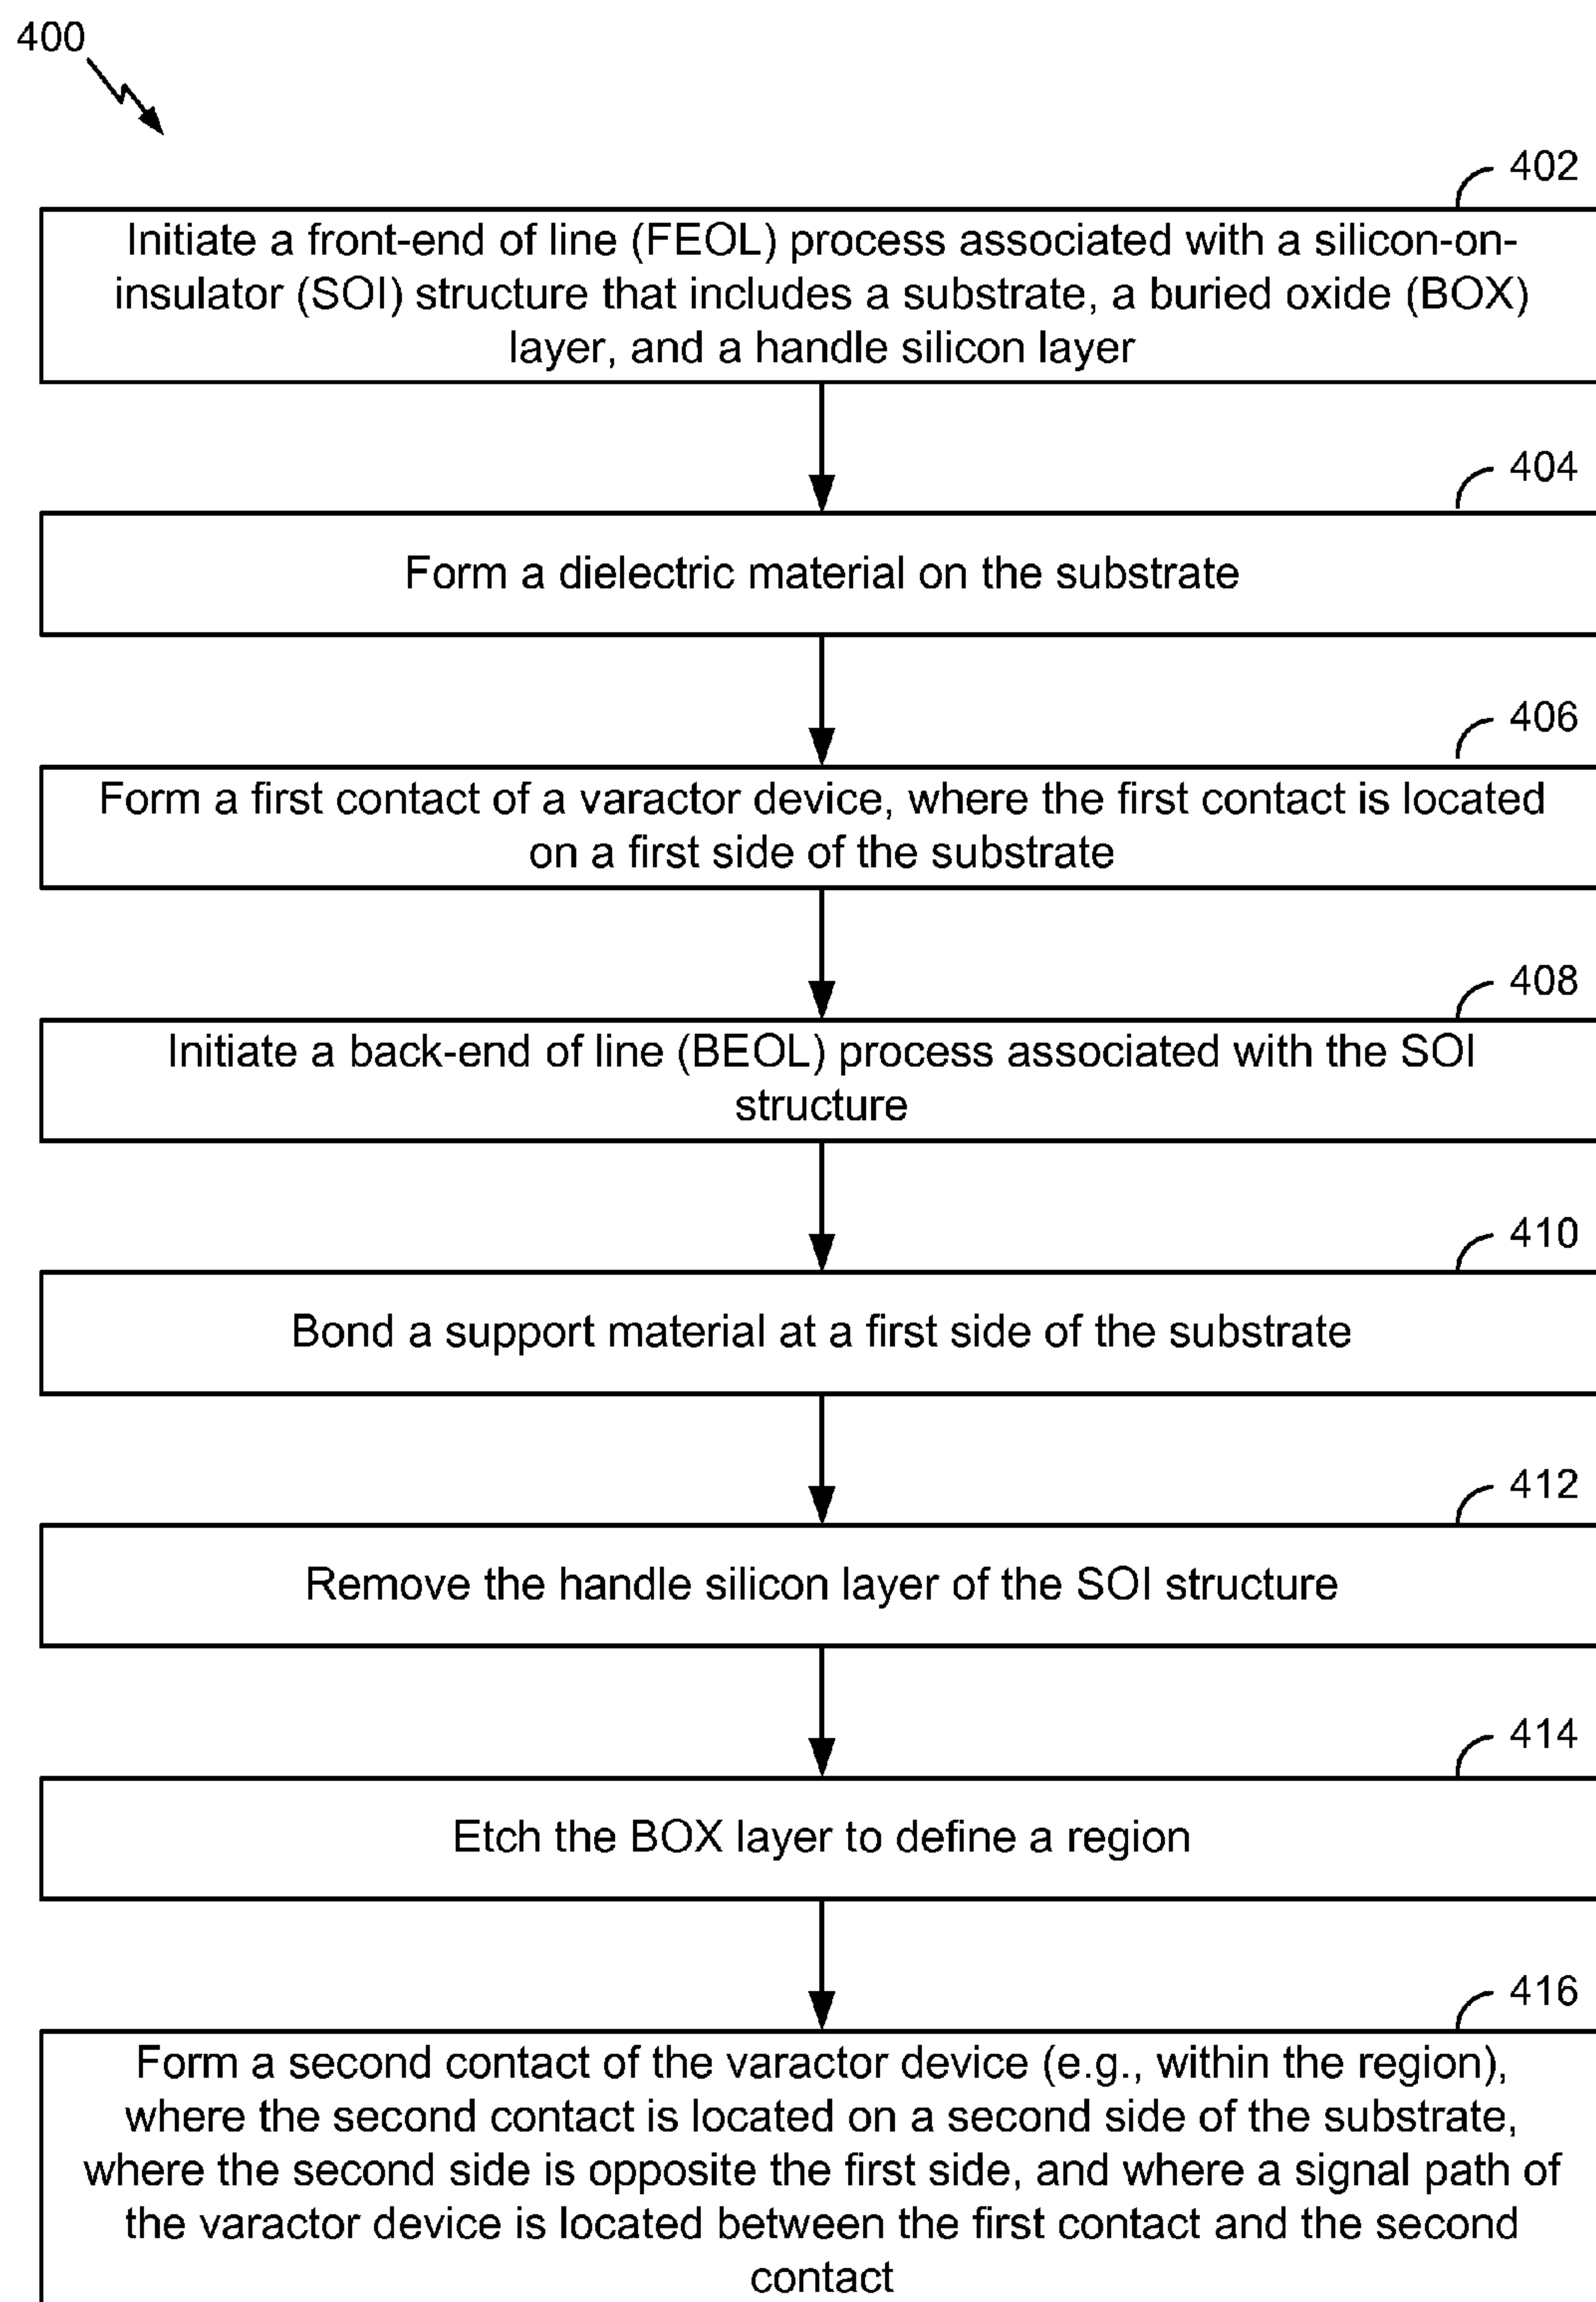 400
402
Initiate a front-end of line (FEOL) process associated with a silicon-on-
insulator (SOI) structure that includes a substrate, a buried oxide (BOX)
layer, and a handle silicon layer
404
Form a dielectric material on the substrate
406
Form a first contact of a varactor device, where the first contact is located
on a first side of the substrate
408
Initiate a back-end of line (BEOL) process associated with the SOI
structure
410
Bond a support material at a first side of the substrate
412
Remove the handle silicon layer of the SOI structure
414
Etch the BOX layer to define a region
416
Form a second contact of the varactor device (e.g., within the region),
where the second contact is located on a second side of the substrate,
where the second side is opposite the first side, and where a signal path of
the varactor device is located between the first contact and the second
contact